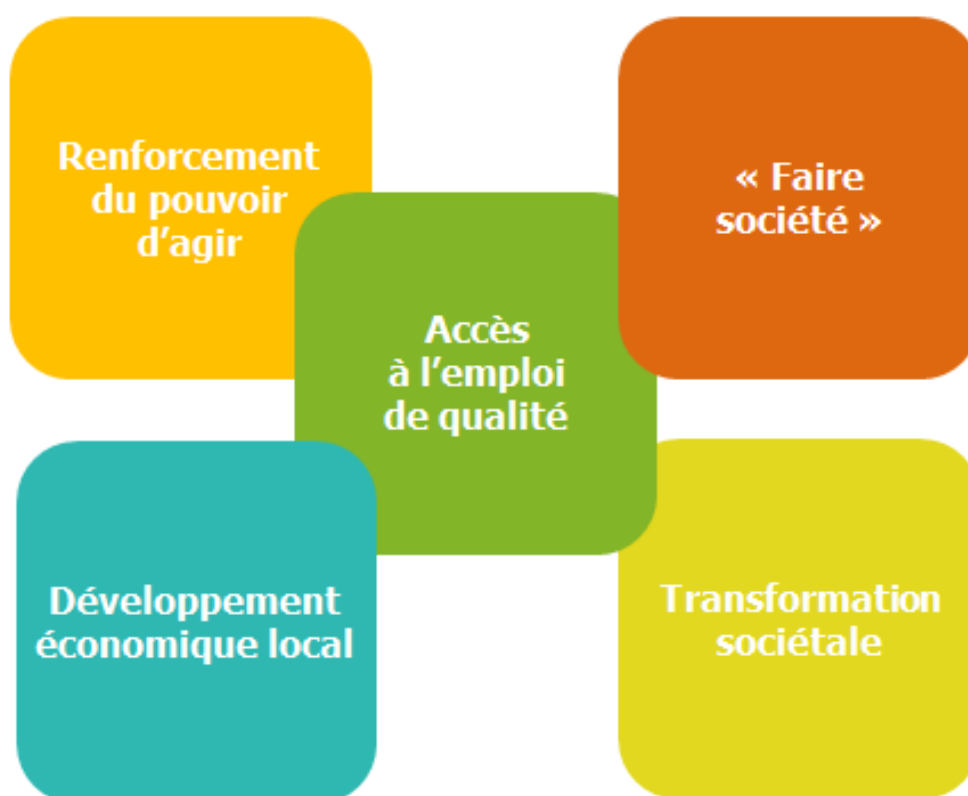 Renforcement
du pouvoir
d’agir
« Faire
société »
Accès
à l’emploi
de qualité
Développement
économique local
Transformation
sociétale